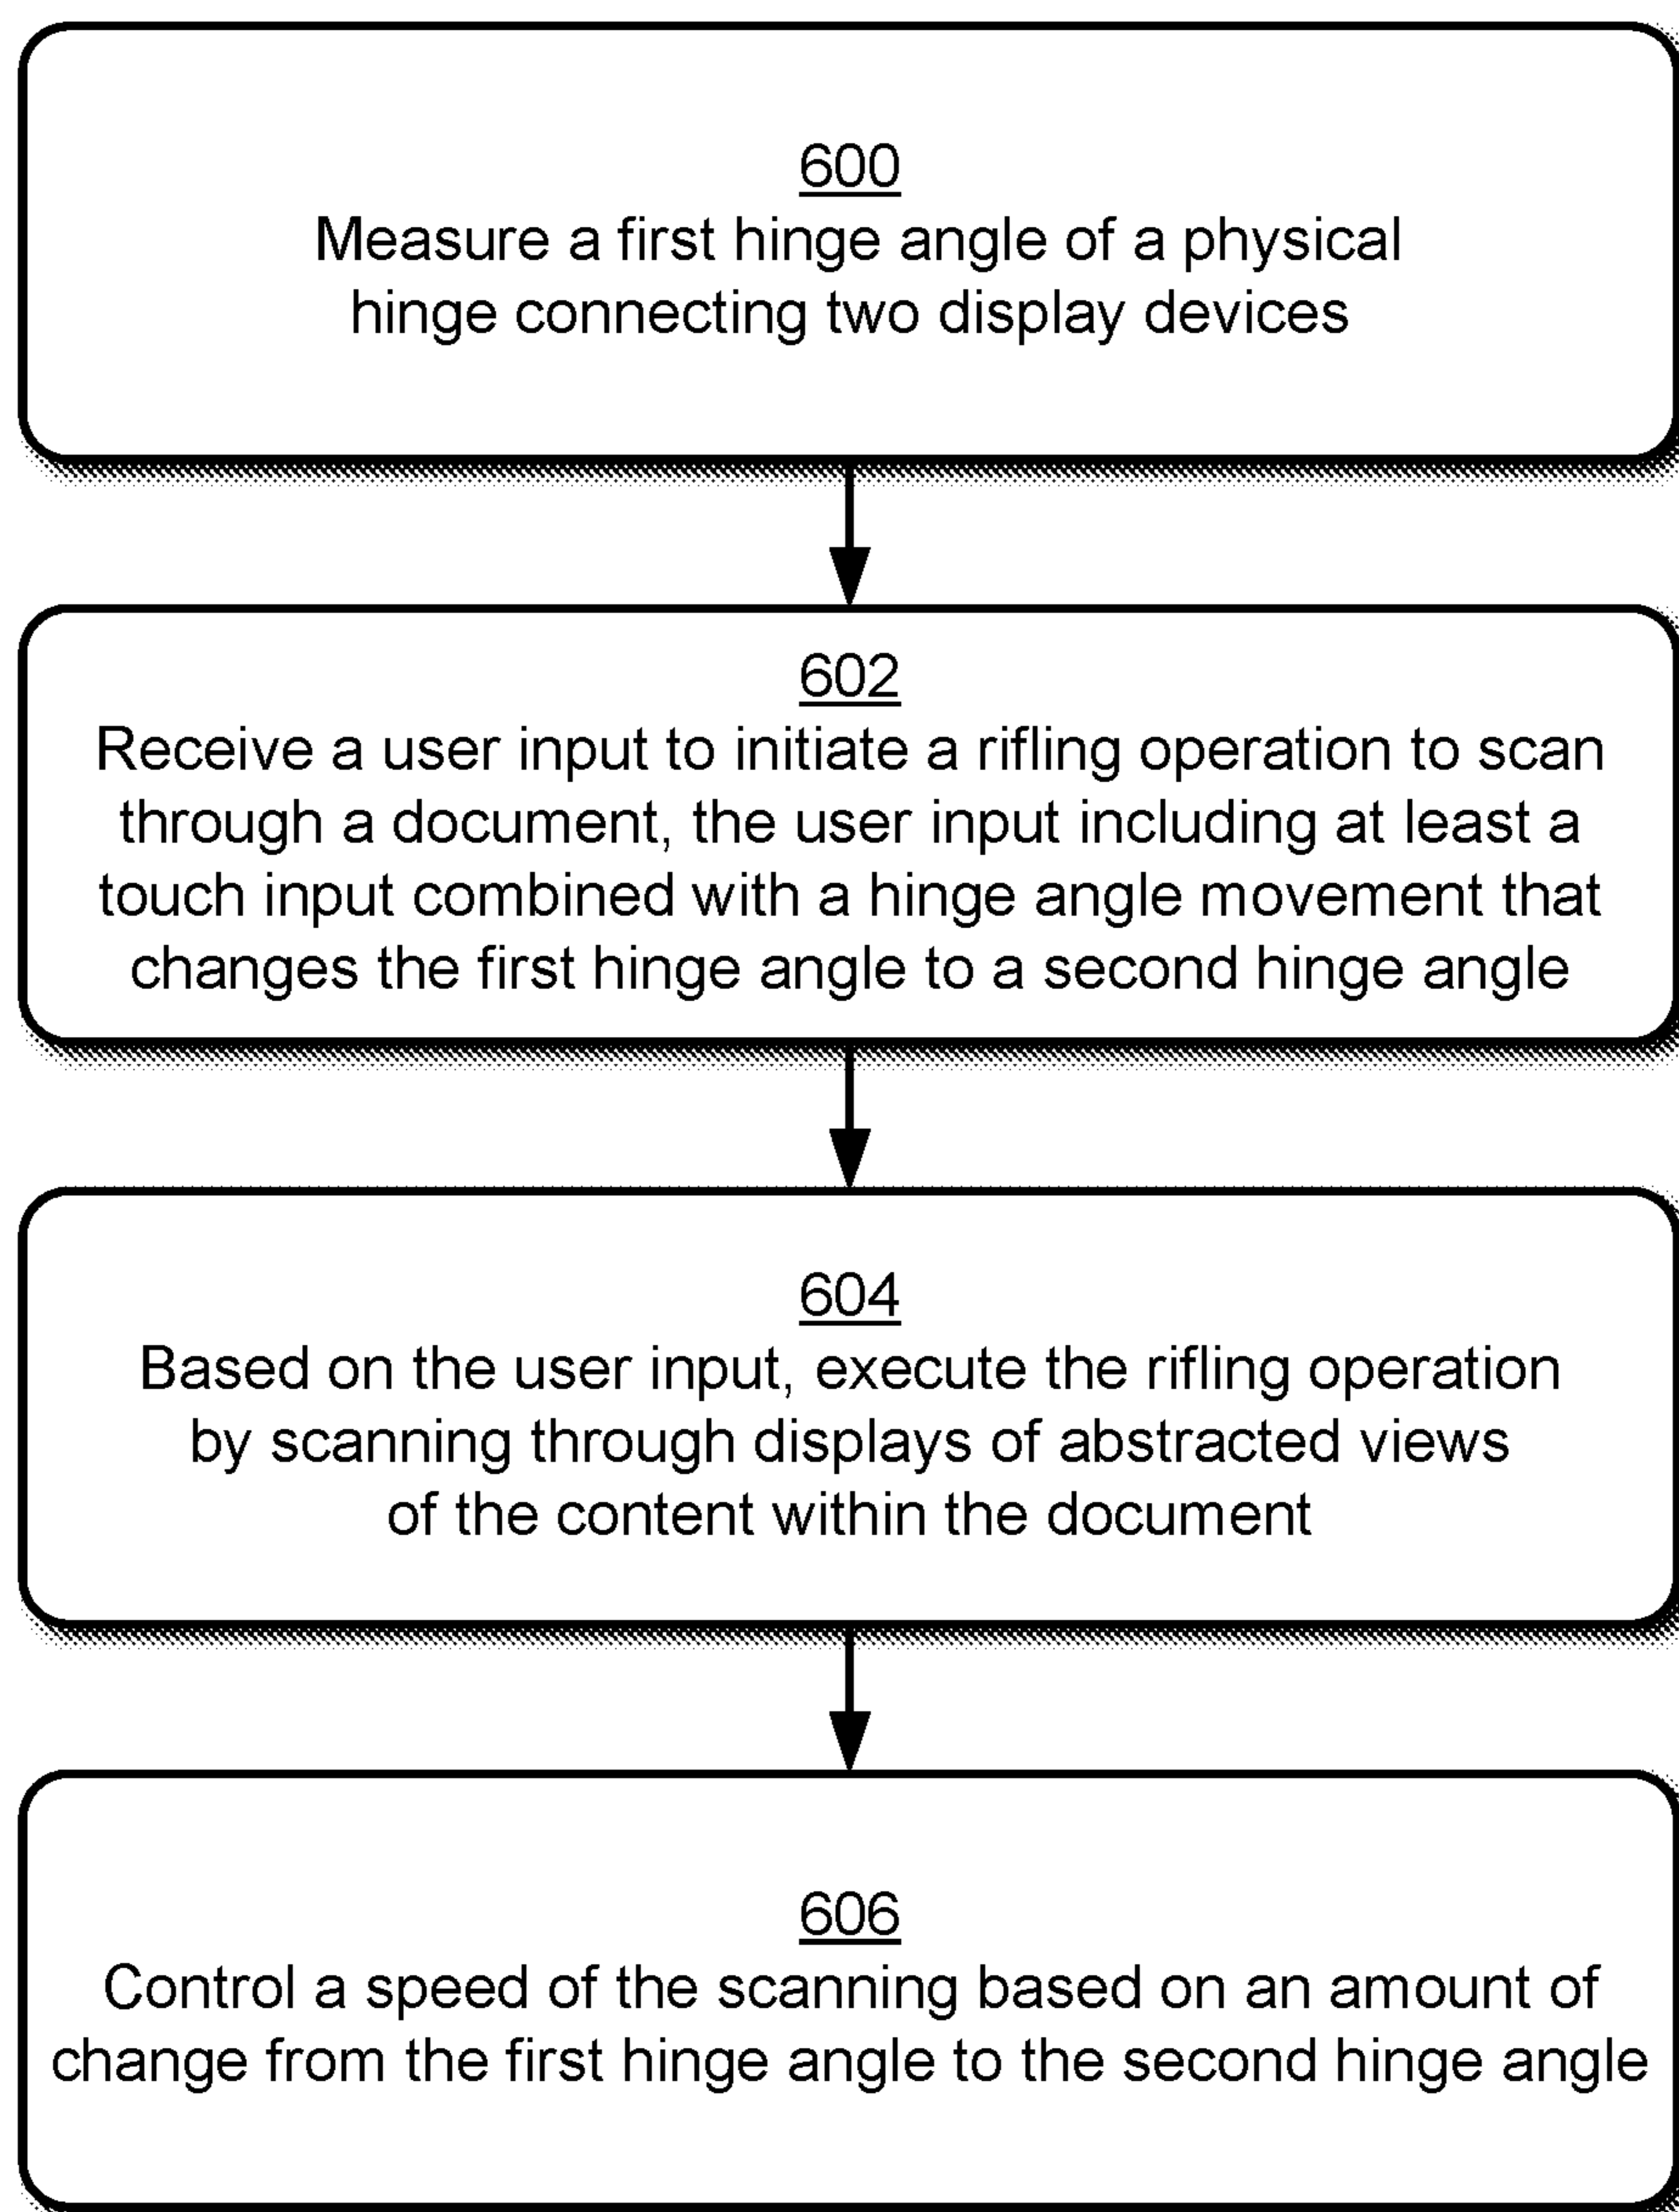 600
Measure a first hinge angle of a physical
hinge connecting two display devices
602
Receive a user input to initiate a rifling operation to scan
through a document, the user input including at least a
touch input combined with a hinge angle movement that
changes the first hinge angle to a second hinge angle
604
Based on the user input, execute the rifling operation
by scanning through displays of abstracted views
of the content within the document
606
Control a speed of the scanning based on an amount of
change from the first hinge angle to the second hinge angle